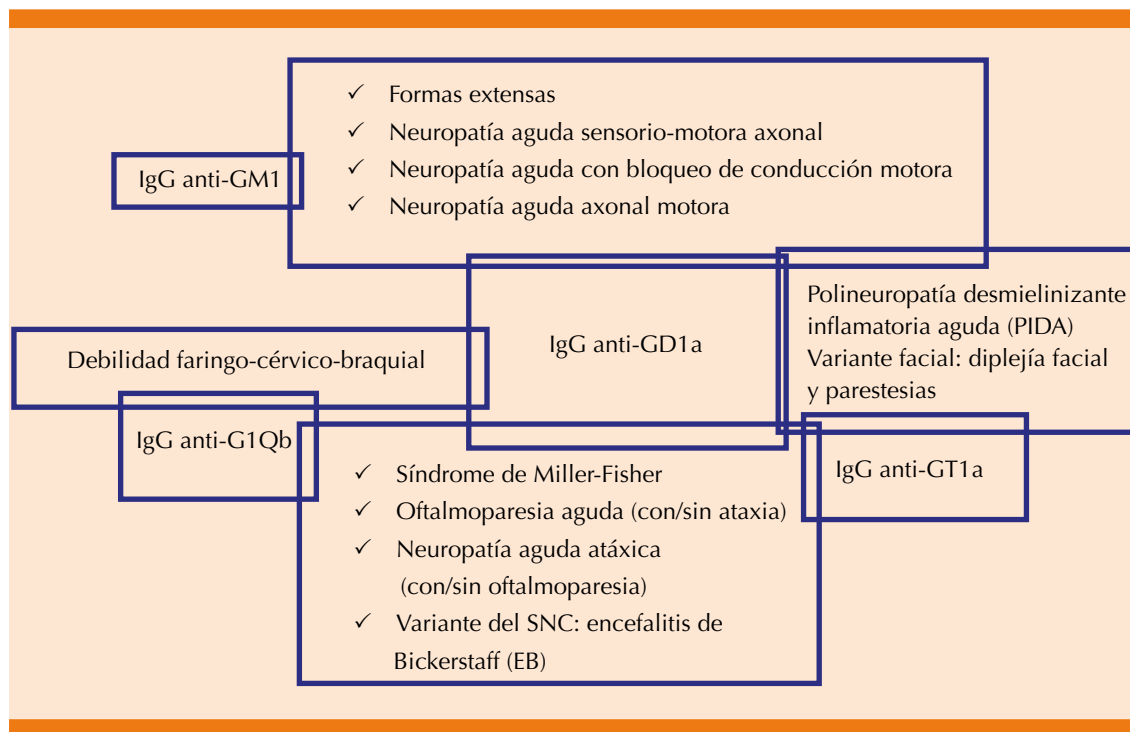 ✓ Formas extensas
✓ Neuropatía aguda sensorio-motora axonal
✓ Neuropatía aguda con bloqueo de conducción motora
✓ Neuropatía aguda axonal motora
IgG anti-GM1
Polineuropatía desmielinizante
inflamatoria aguda (PIDA)
Variante facial: diplejía facial
y parestesias
IgG anti-GD1a
Debilidad faringo-cérvico-braquial
IgG anti-G1Qb
IgG anti-GT1a
✓ Síndrome de Miller-Fisher
✓ Oftalmoparesia aguda (con/sin ataxia)
✓ Neuropatía aguda atáxica
(con/sin oftalmoparesia)
✓ Variante del SNC: encefalitis de
Bickerstaff (EB)